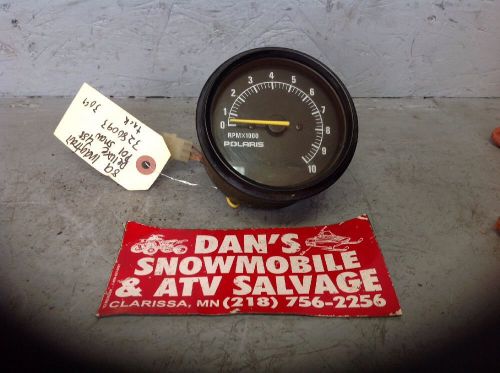 0 1 2 3 4 5 6 7 8 9 10
RPMX1000
POLARIS
3280093
DAN'S
SNOWMOBILE
& ATV SALVAGE
CLARISSA, MN (218) 756-2256